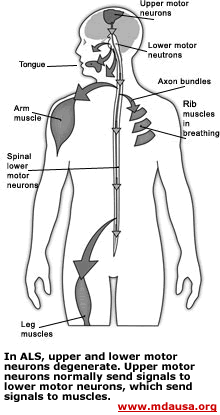 Upper motor
neurons
Lower motor
neutrons
Tongue
Axon bundles
Arm
muscle
Rib
muscles
in
breathing
Spinal
lower
motor
neurons
Leg
muscles
In ALS, upper and lower motor
neurons degenerate. Upper motor
neurons normally send signals to
lower motor neurons, which send
signals to muscles.
www.mdausa.org